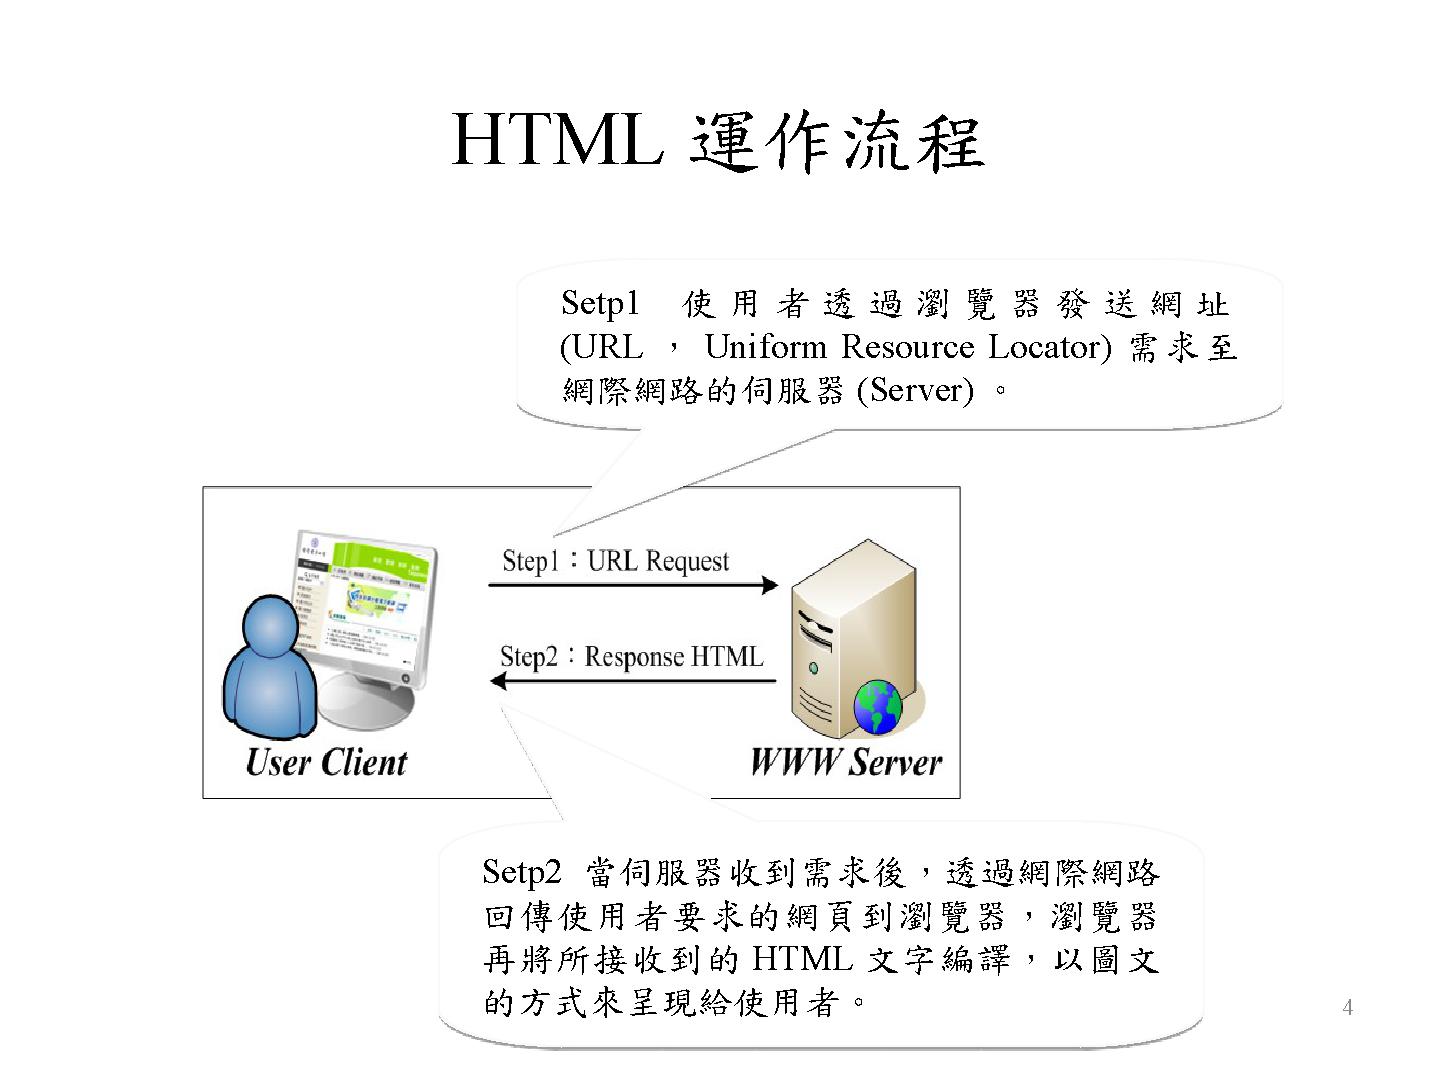 HTML 運作流程
Setp1 使用者透過瀏覽器發送網址
(URL ， Uniform Resource Locator) 需求至
網際網路的伺服器 (Server) 。
Step1：URL Request
Step2：Response HTML
User Client
WWW Server
Setp2 當伺服器收到需求後，透過網際網路
回傳使用者要求的網頁到瀏覽器，瀏覽器
再將所接收到的 HTML 文字編譯，以圖文
的方式來呈現給使用者。
4